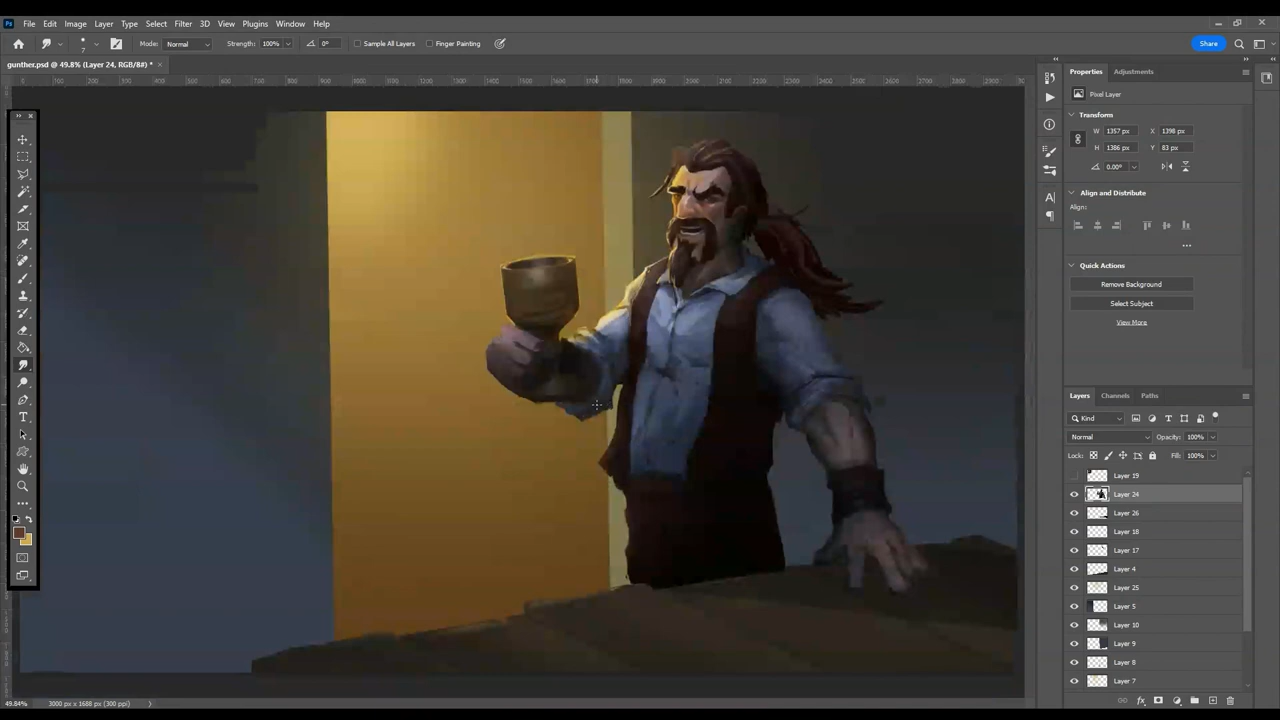 Ps File Edit Image Layer Type Select Filter 3D View Plugins Window Help
7 Mode: Normal Strength: 100% 0° Sample All Layers Finger Painting Share
gunther.psd @ 49.8% (Layer 24, RGB/8#) *
Properties Adjustments
Pixel Layer
Transform
W 1357 px X 1398 px
H 1386 px Y 83 px
0.00°
Align and Distribute
Align:
Quick Actions
Remove Background
Select Subject
View More
Layers Channels Paths
Kind
Normal Opacity: 100%
Lock: Fill: 100%
Layer 19
Layer 24
Layer 26
Layer 18
Layer 17
Layer 4
Layer 25
Layer 5
Layer 10
Layer 9
Layer 8
Layer 7
49.84% 3000 px x 1688 px (300 ppi)